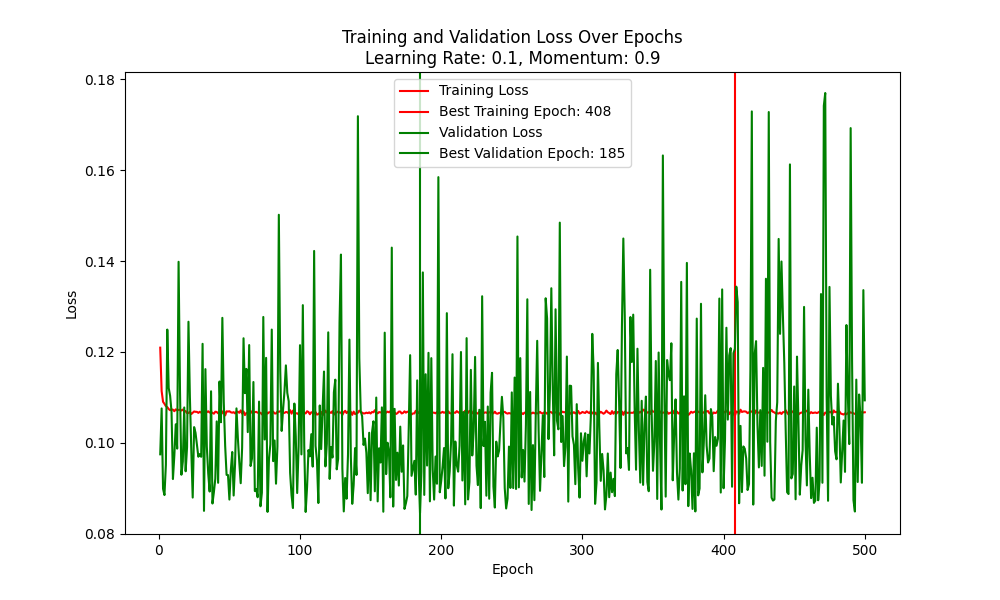 Training and Validation Loss Over Epochs
Learning Rate: 0.1, Momentum: 0.9
Training Loss
Best Training Epoch: 408
Validation Loss
Best Validation Epoch: 185
Loss
0.18
0.16
0.14
0.12
0.10
0.08
0
100
200
300
400
500
Epoch